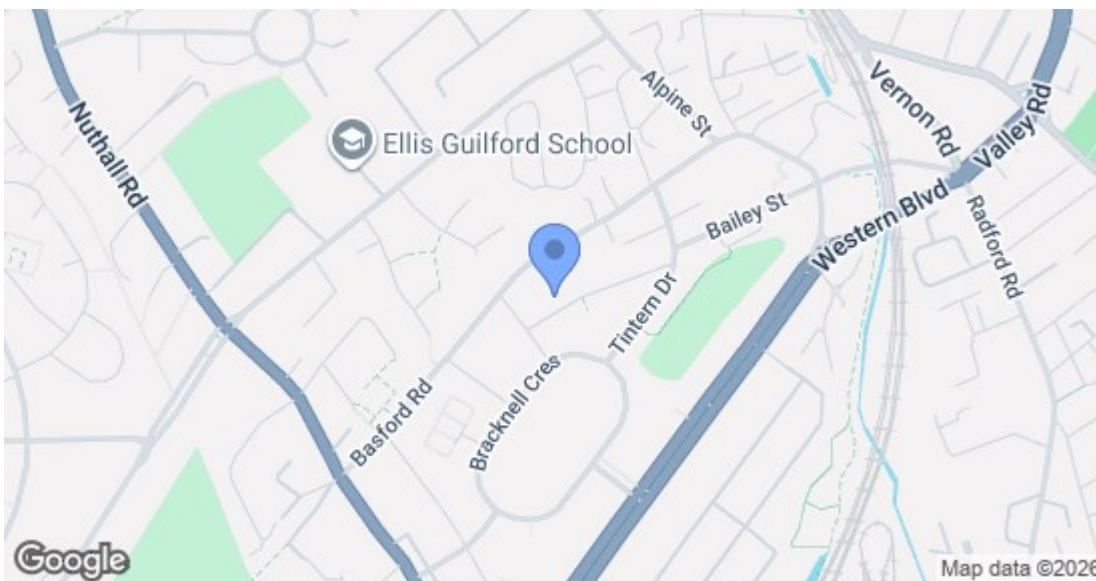 Nuthall Rd
Ellis Guilford School
Alpine St
Vernon Rd
Valley Rd
Western Blvd
Bailey St
Radford Rd
Tintern Dr
Bracknell Cres
Basford Rd
Google
Map data ©2026